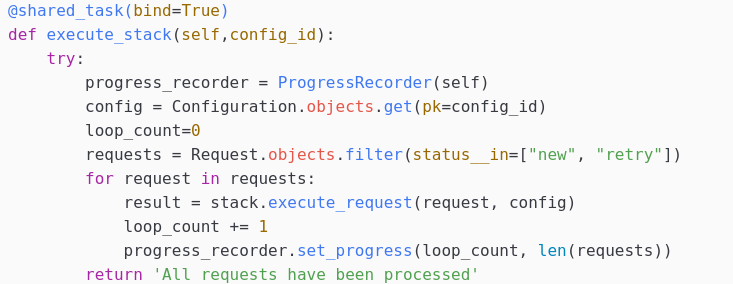 @shared_task(bind=True)
def execute_stack(self,config_id):
    try:
        progress_recorder = ProgressRecorder(self)
        config = Configuration.objects.get(pk=config_id)
        loop_count=0
        requests = Request.objects.filter(status__in=["new", "retry"])
        for request in requests:
            result = stack.execute_request(request, config)
            loop_count += 1
            progress_recorder.set_progress(loop_count, len(requests))
        return 'All requests have been processed'